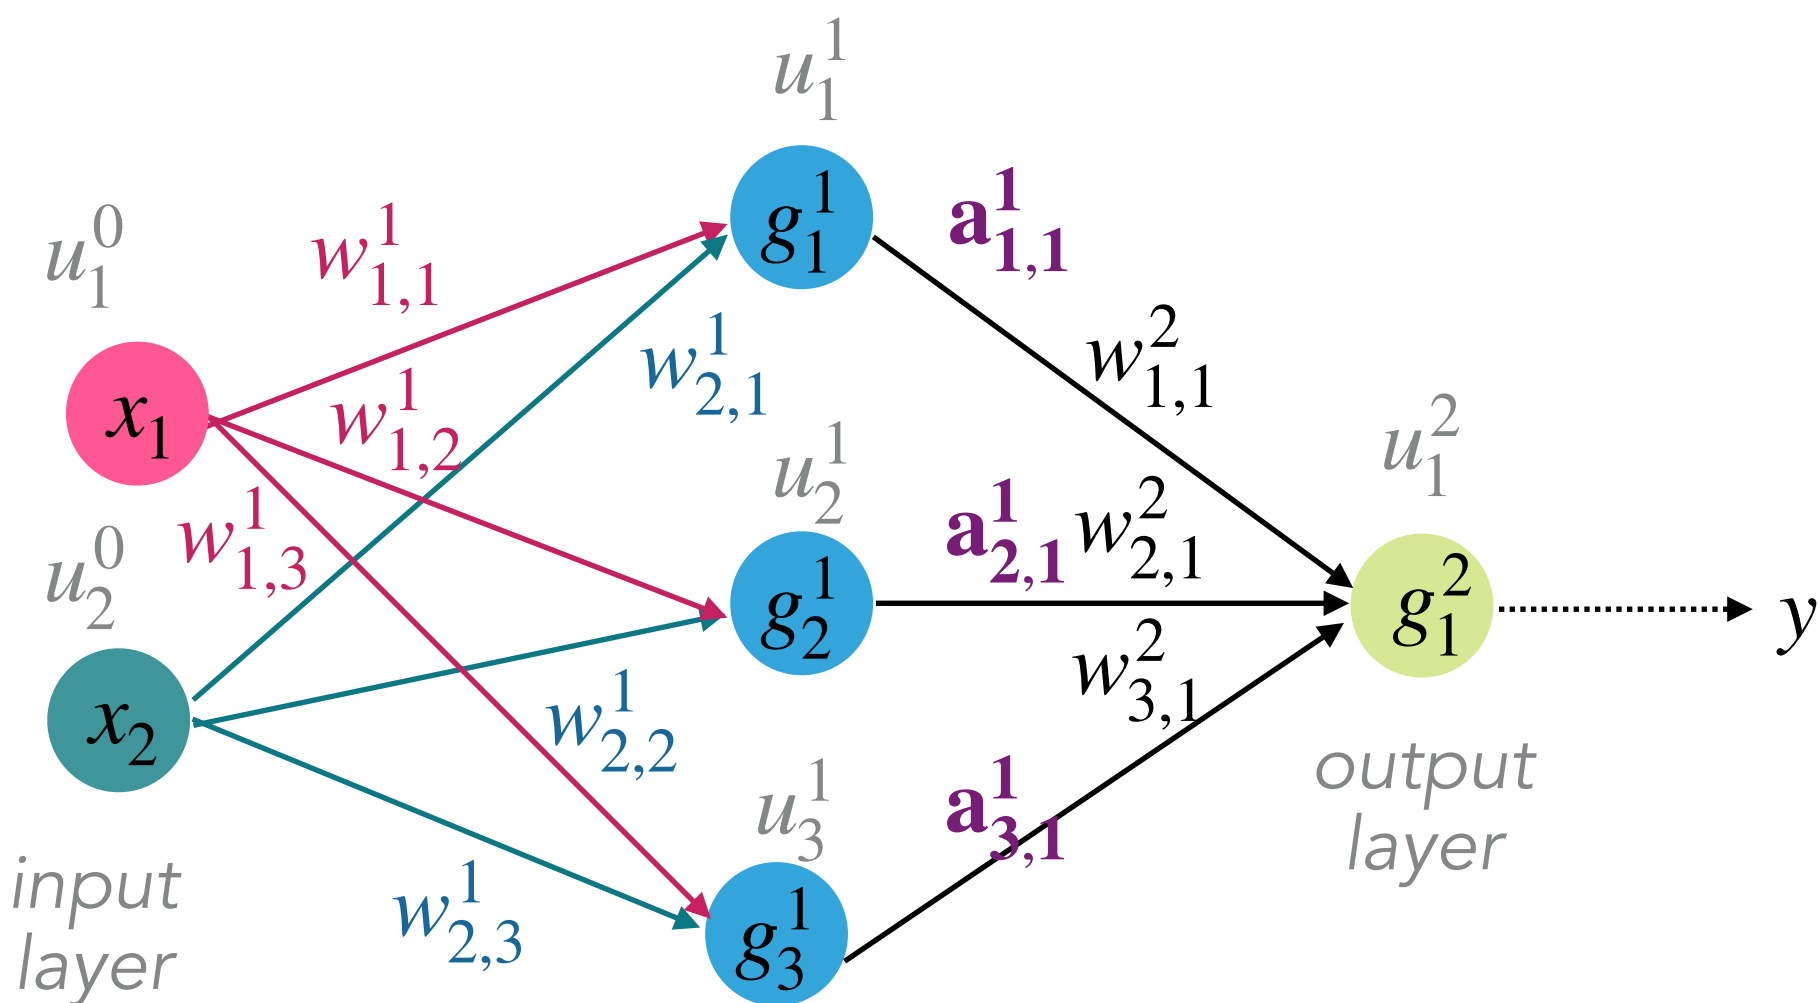 u_1^1
g_1^1
a_{1,1}^1
u_1^0
w_{1,1}^1
w_{2,1}^1
w_{1,1}^2
x_1
w_{1,2}^1
u_2^1
u_1^2
w_{1,3}^1
a_{2,1}^1
w_{2,1}^2
u_2^0
g_2^1
g_1^2
y
x_2
w_{2,2}^1
w_{3,1}^2
u_3^1
a_{3,1}^1
output
layer
input
layer
w_{2,3}^1
g_3^1